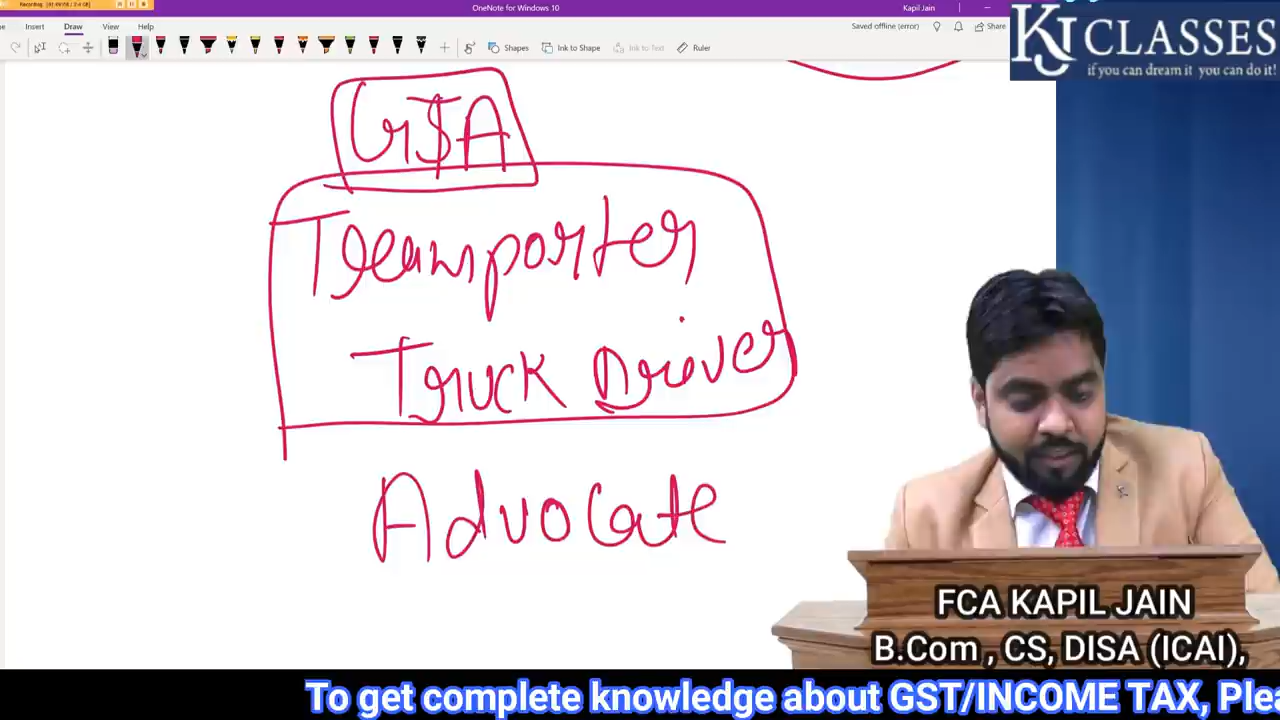 OneNote for Windows 10
Kapil Jain
Insert Draw View Help
Saved offline (error)
Share
Shapes
Ink to Shape
Ink to Text
Ruler
KJ CLASSES
if you can dream it you can do it!
GTA
Transporter
Truck Driver
Advocate
FCA KAPIL JAIN
B.Com , CS, DISA (ICAI),
To get complete knowledge about GST/INCOME TAX, Plea